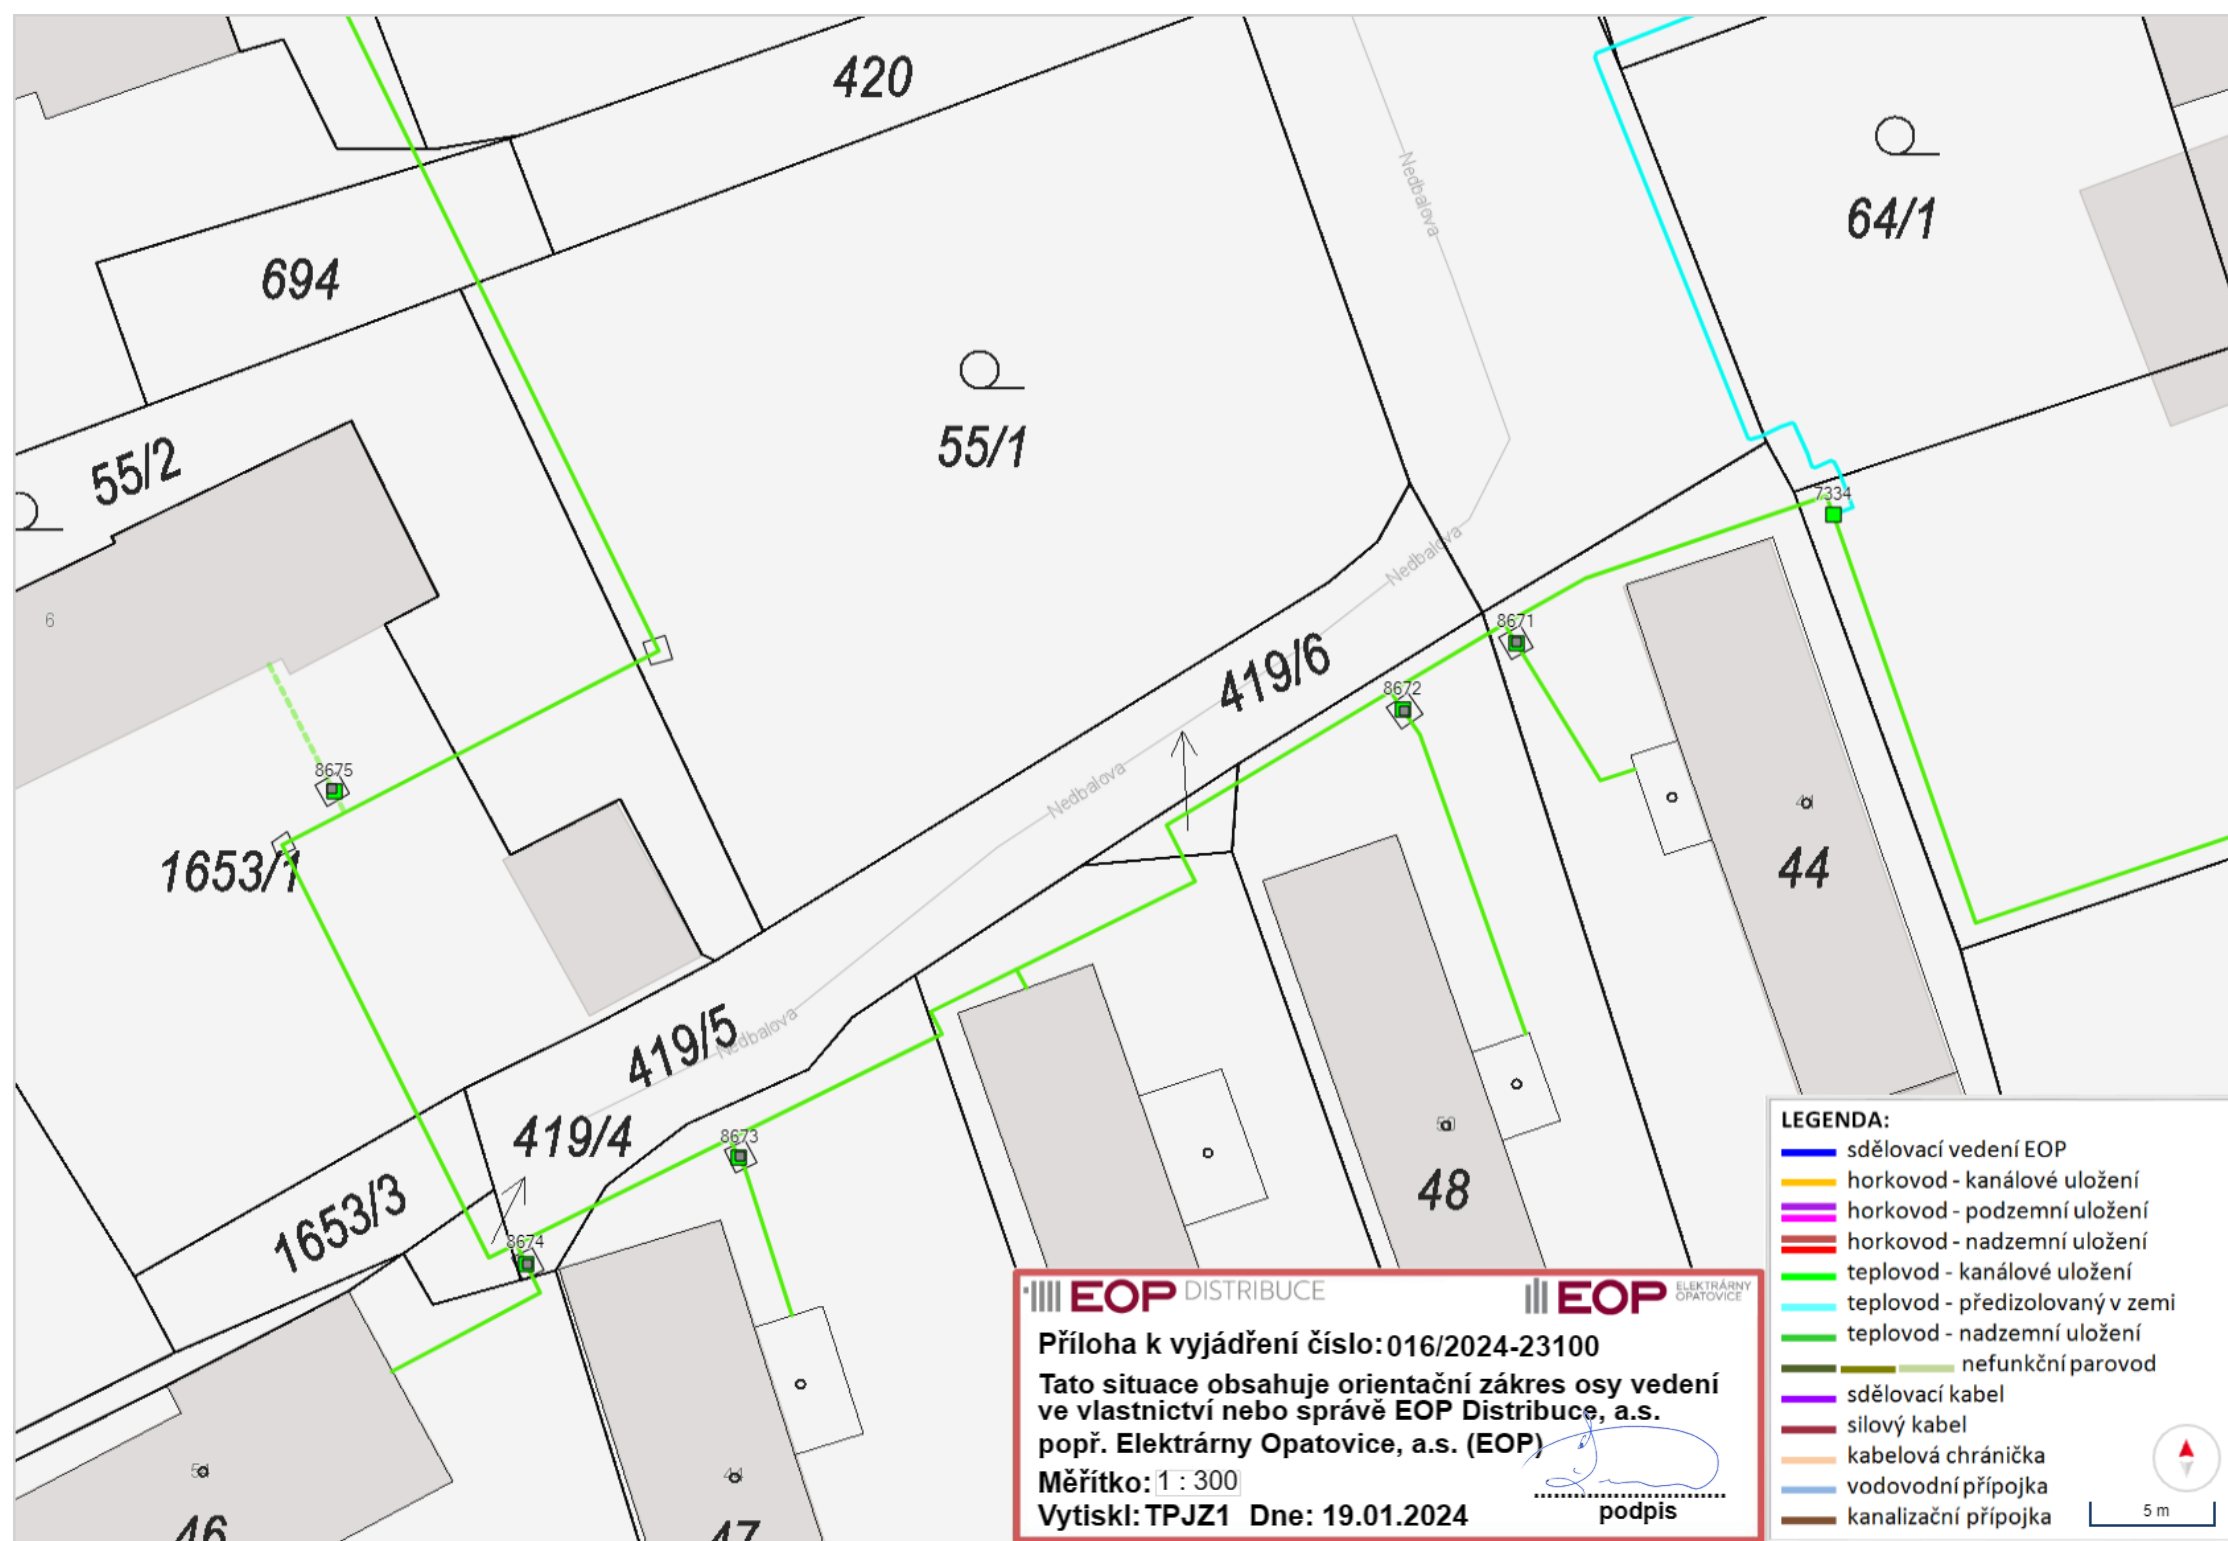 420
Nedbalova
64/1
694
55/1
55/2
7334
Nedbalova
6
8671
419/6
8672
Nedbalova
8675
1653/1
44
419/5
Nedbalova
419/4
8673
48
1653/3
8674
46
47
LEGENDA:
sdělovací vedení EOP
horkovod - kanálové uložení
horkovod - podzemní uložení
horkovod - nadzemní uložení
teplovod - kanálové uložení
teplovod - předizolovaný v zemi
teplovod - nadzemní uložení
nefunkční parovod
sdělovací kabel
silový kabel
kabelová chránička
vodovodní přípojka
kanalizační přípojka
5 m
EOP DISTRIBUCE
EOP ELEKTRÁRNY OPATOVICE
Příloha k vyjádření číslo: 016/2024-23100
Tato situace obsahuje orientační zákres osy vedení
ve vlastnictví nebo správě EOP Distribuce, a.s.
popř. Elektrárny Opatovice, a.s. (EOP)
Měřítko: 1 : 300
Vytiskl: TPJZ1 Dne: 19.01.2024
podpis